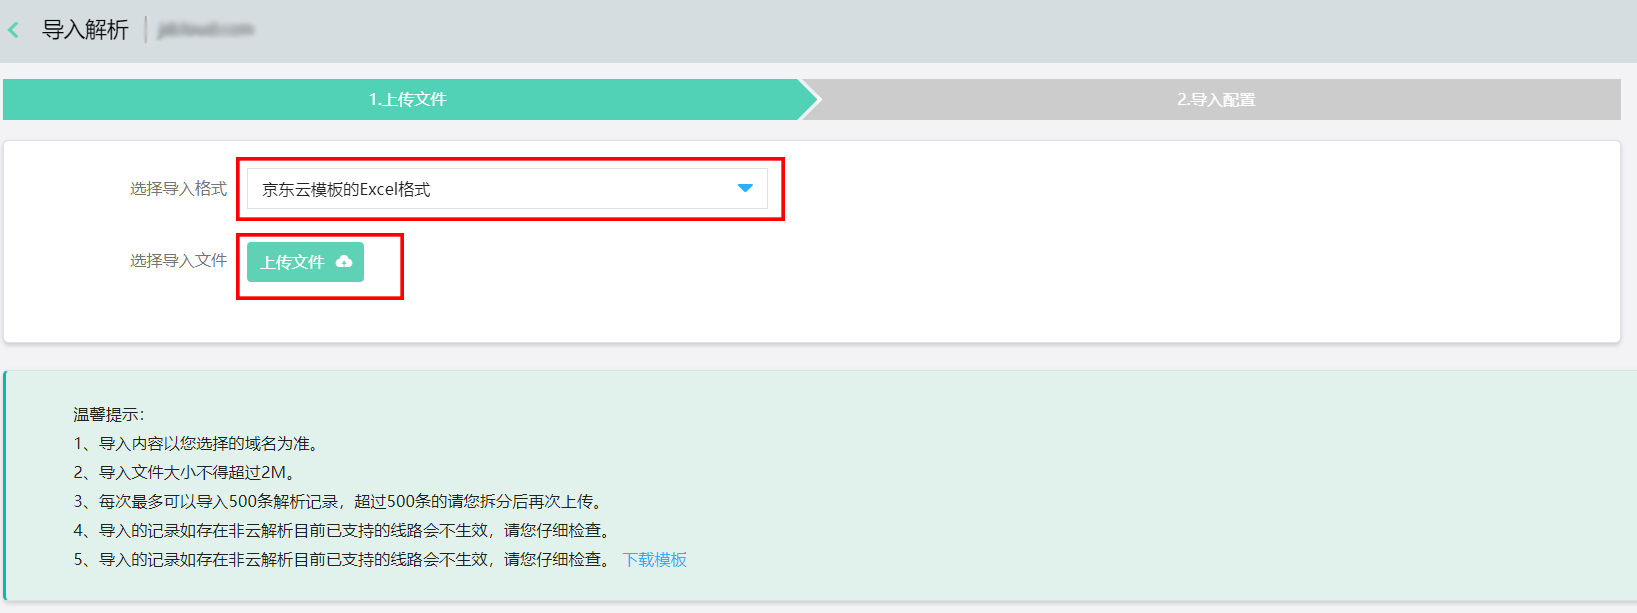 导入解析
1.上传文件
2.导入配置
选择导入格式
京东云模板的Excel格式
选择导入文件
上传文件
温馨提示：
1、导入内容以您选择的域名为准。
2、导入文件大小不得超过2M。
3、每次最多可以导入500条解析记录，超过500条的请您拆分后再次上传。
4、导入的记录如存在非云解析目前已支持的线路会不生效，请您仔细检查。
5、导入的记录如存在非云解析目前已支持的线路会不生效，请您仔细检查。 下载模板